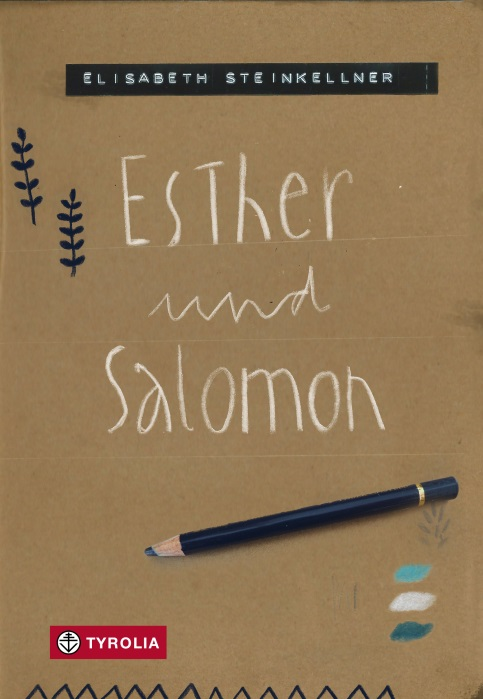 ELISABETH STEINKELLNER
Esther
und
Salomon
TYROLIA